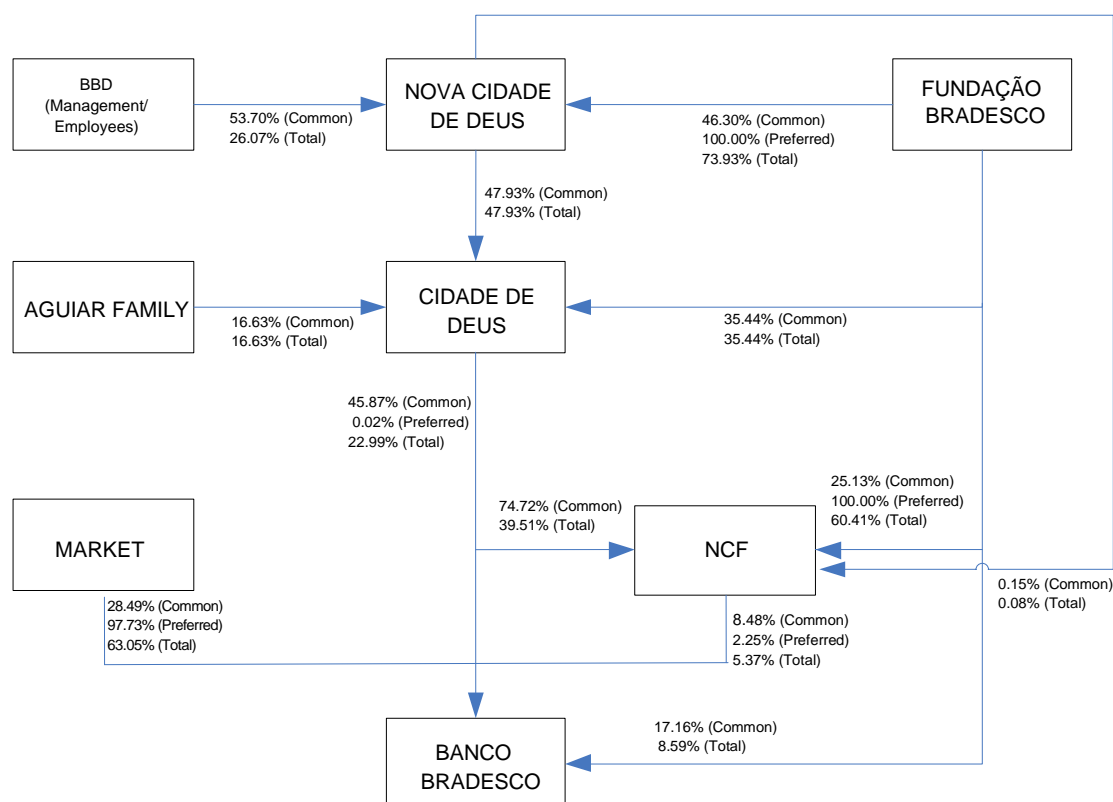 BBD
(Management/
Employees)
53.70% (Common)
26.07% (Total)
NOVA CIDADE
DE DEUS
46.30% (Common)
100.00% (Preferred)
73.93% (Total)
FUNDAÇÃO
BRADESCO
47.93% (Common)
47.93% (Total)
AGUIAR FAMILY
16.63% (Common)
16.63% (Total)
CIDADE DE
DEUS
35.44% (Common)
35.44% (Total)
45.87% (Common)
0.02% (Preferred)
22.99% (Total)
MARKET
74.72% (Common)
39.51% (Total)
NCF
25.13% (Common)
100.00% (Preferred)
60.41% (Total)
0.15% (Common)
0.08% (Total)
28.49% (Common)
97.73% (Preferred)
63.05% (Total)
8.48% (Common)
2.25% (Preferred)
5.37% (Total)
BANCO
BRADESCO
17.16% (Common)
8.59% (Total)